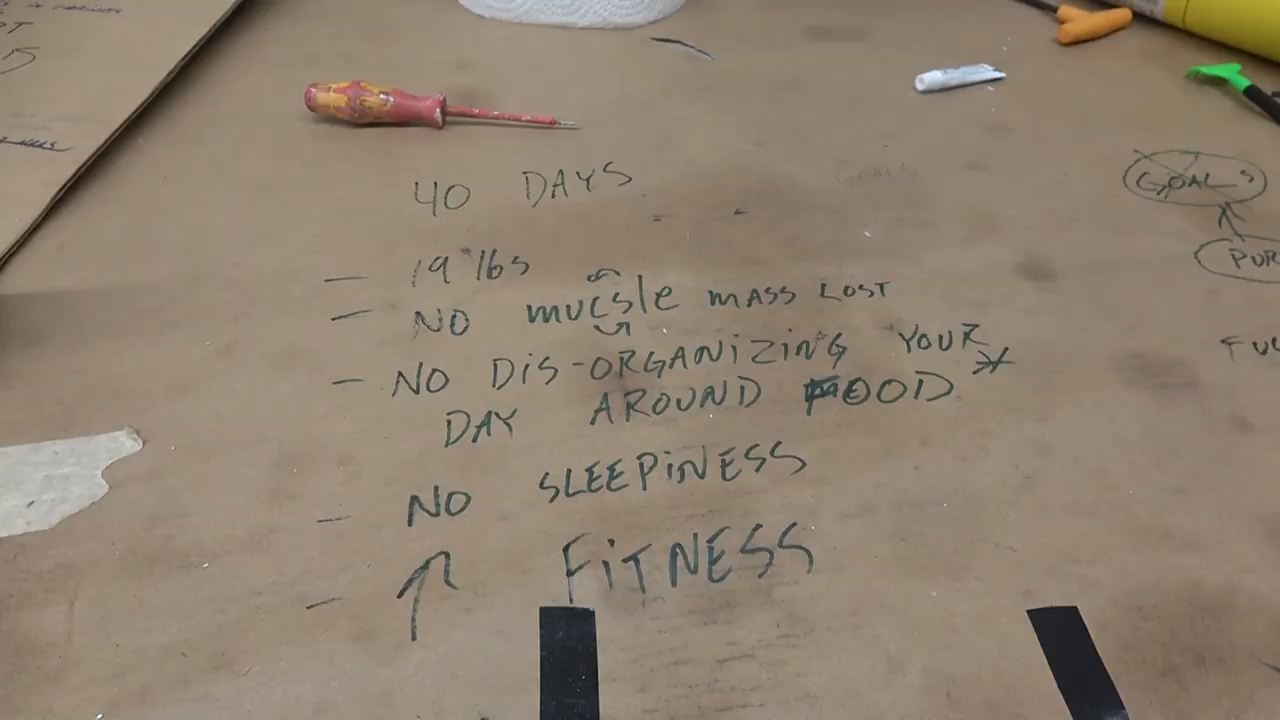 40 DAYS
GOALS
- 19 lbs
- NO mucsle MASS LOST
- NO DiS-ORGANiZiNG YOUR
DAY AROUND FOOD *
- NO SLEEPiNESS
- ↑ FiTNESS
GOALS